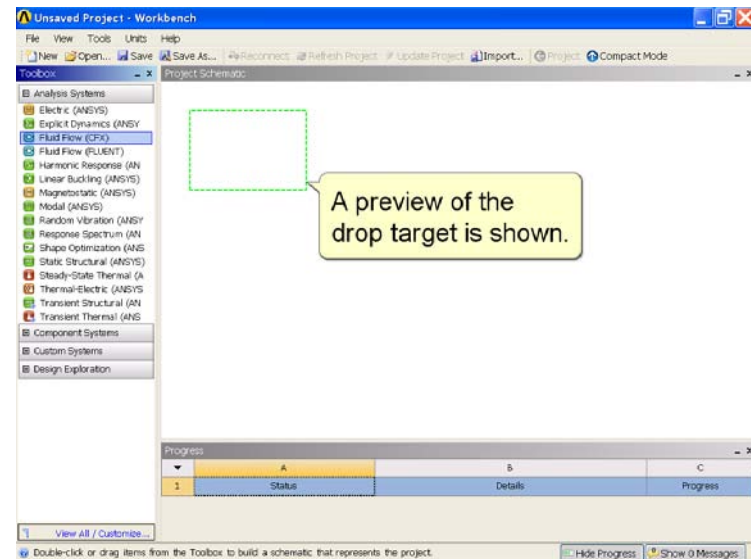 Unsaved Project - Workbench
File View Tools Units Help
New Open... Save Save As... Reconnect Refresh Project Update Project Import... Project Compact Mode
Toolbox
Project Schematic
Analysis Systems
Electric (ANSYS)
Explicit Dynamics (ANSY
Fluid Flow (CFX)
Fluid Flow (FLUENT)
Harmonic Response (AN
Linear Buckling (ANSYS)
Magnetostatic (ANSYS)
Modal (ANSYS)
Random Vibration (ANSY
Response Spectrum (AN
Shape Optimization (ANS
Static Structural (ANSYS)
Steady-State Thermal (A
Thermal-Electric (ANSYS
Transient Structural (AN
Transient Thermal (ANS
Component Systems
Custom Systems
Design Exploration
A preview of the
drop target is shown.
Progress
A B C
1 Status Details Progress
View All / Customize...
Double-click or drag items from the Toolbox to build a schematic that represents the project.
Hide Progress Show 0 Messages